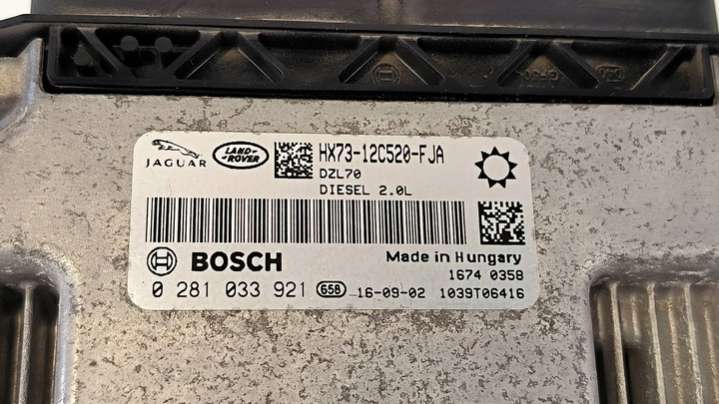 JAGUAR
LAND-ROVER
HX73-12C520-FJA
DZL70
DIESEL 2.0L
BOSCH
Made in Hungary
1674 0358
0 281 033 921 658 16-09-02 1039T06416